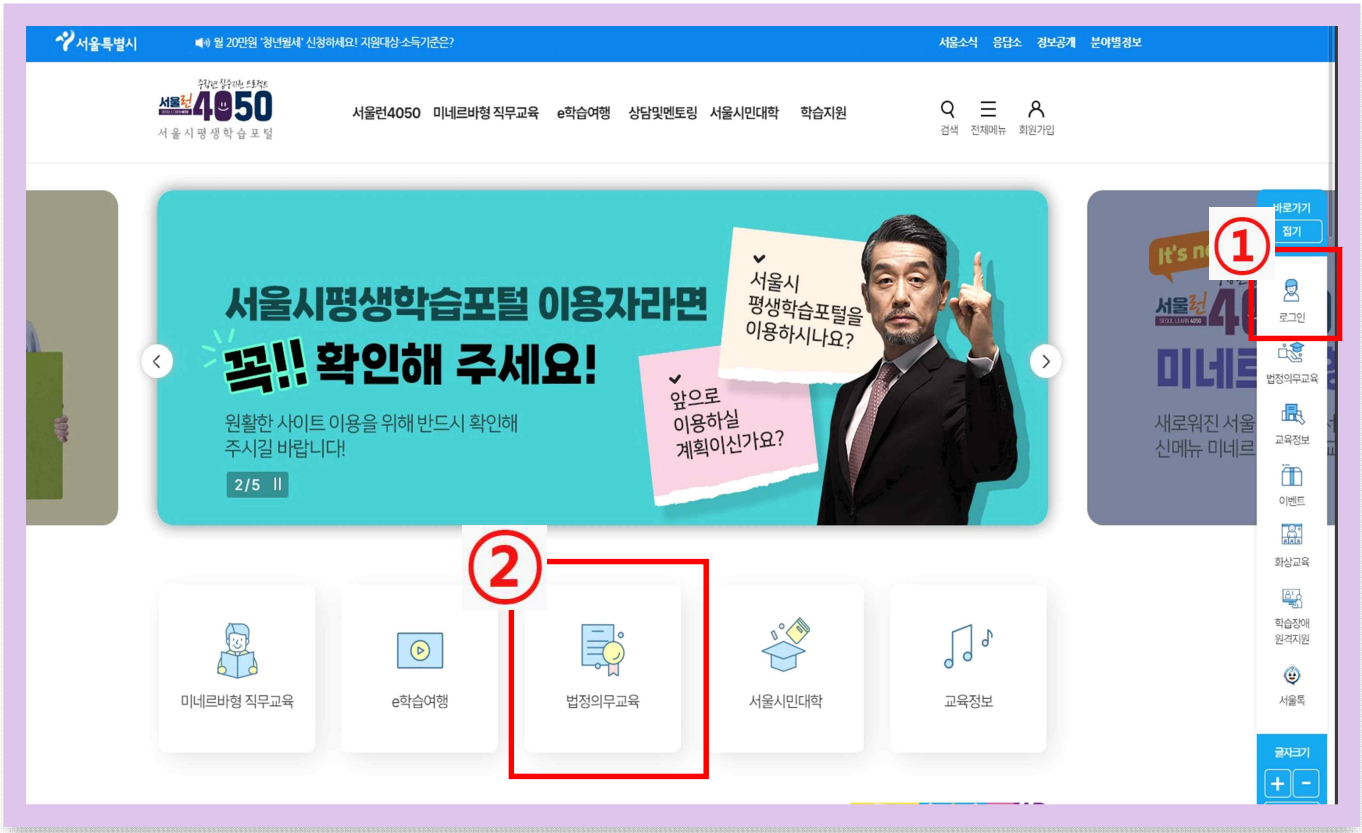 서울특별시
월 20만원 '청년월세' 신청하세요! 지원대상·소득기준은?
서울소식 응답소 정보공개 분야별정보
서울런4050
서울시평생학습포털
서울런4050 미네르바형 직무교육 e학습여행 상담및멘토링 서울시민대학 학습지원
검색 전체메뉴 회원가입
바로가기
접기
①
로그인
법정의무교육
교육정보
이벤트
화상교육
학습장애
원격지원
서울톡
글자크기
+ -
서울시평생학습포털 이용자라면
꼭!! 확인해 주세요!
원활한 사이트 이용을 위해 반드시 확인해
주시길 바랍니다!
2/5
서울시
평생학습포털을
이용하시나요?
앞으로
이용하실
계획이신가요?
It's
서울런
SEOUL LEARN 4050
미네르
새로워진 서울
신메뉴 미네르
②
미네르바형 직무교육
e학습여행
법정의무교육
서울시민대학
교육정보